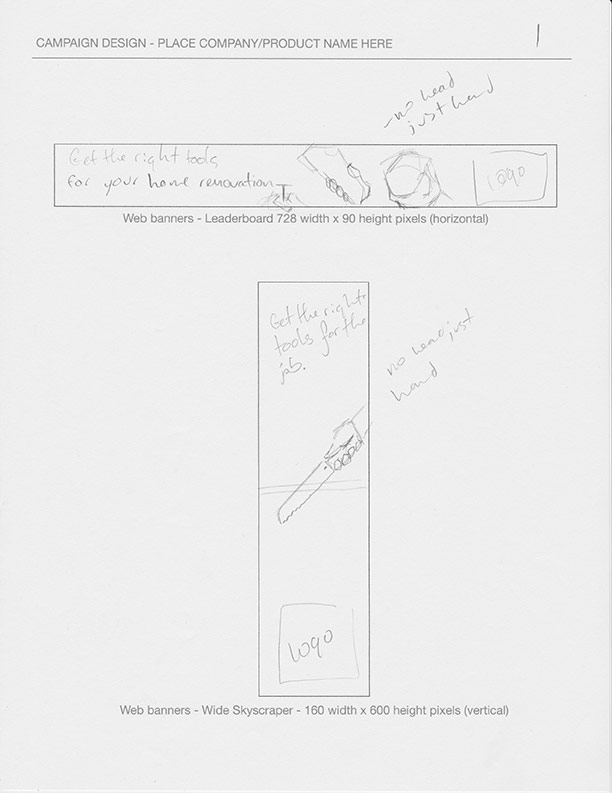 CAMPAIGN DESIGN - PLACE COMPANY/PRODUCT NAME HERE
1
-no head
just hand
Get the right tools
for your home renovation
logo
Web banners - Leaderboard 728 width x 90 height pixels (horizontal)
Get the right
tools for the
job.
no head just
hand
logo
Web banners - Wide Skyscraper - 160 width x 600 height pixels (vertical)